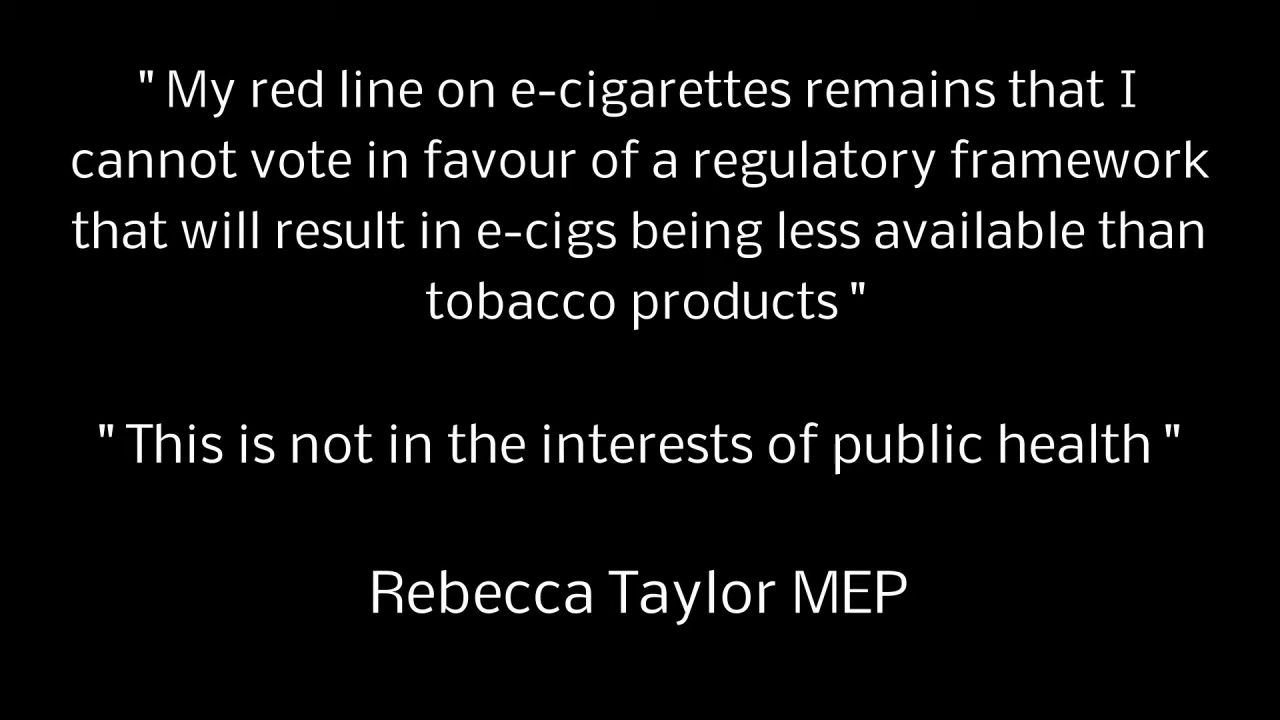 " My red line on e-cigarettes remains that I
cannot vote in favour of a regulatory framework
that will result in e-cigs being less available than
tobacco products "
" This is not in the interests of public health "
Rebecca Taylor MEP